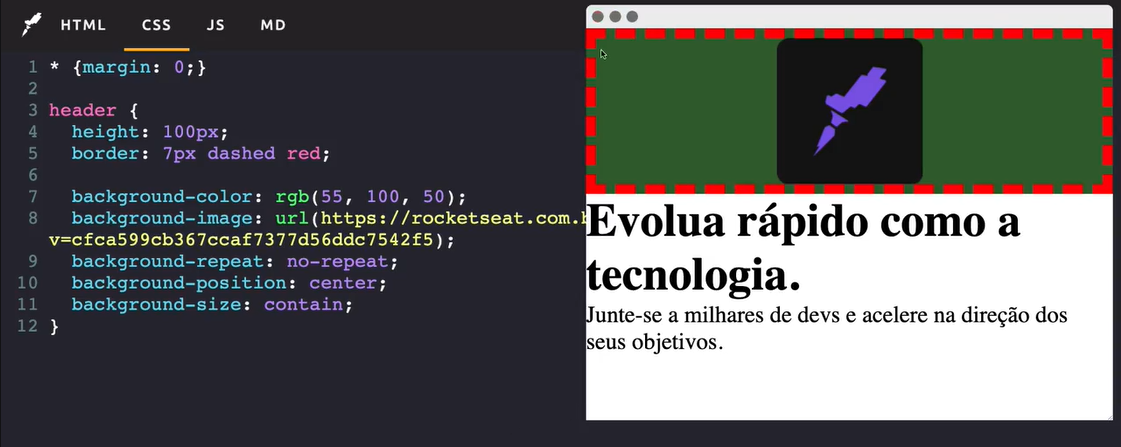 HTML CSS JS MD
1 * {margin: 0;}
2
3 header {
4 height: 100px;
5 border: 7px dashed red;
6
7 background-color: rgb(55, 100, 50);
8 background-image: url(https://rocketseat.com.
v=cfca599cb367ccaf7377d56ddc7542f5);
9 background-repeat: no-repeat;
10 background-position: center;
11 background-size: contain;
12 }
Evolua rápido como a
tecnologia.
Junte-se a milhares de devs e acelere na direção dos
seus objetivos.